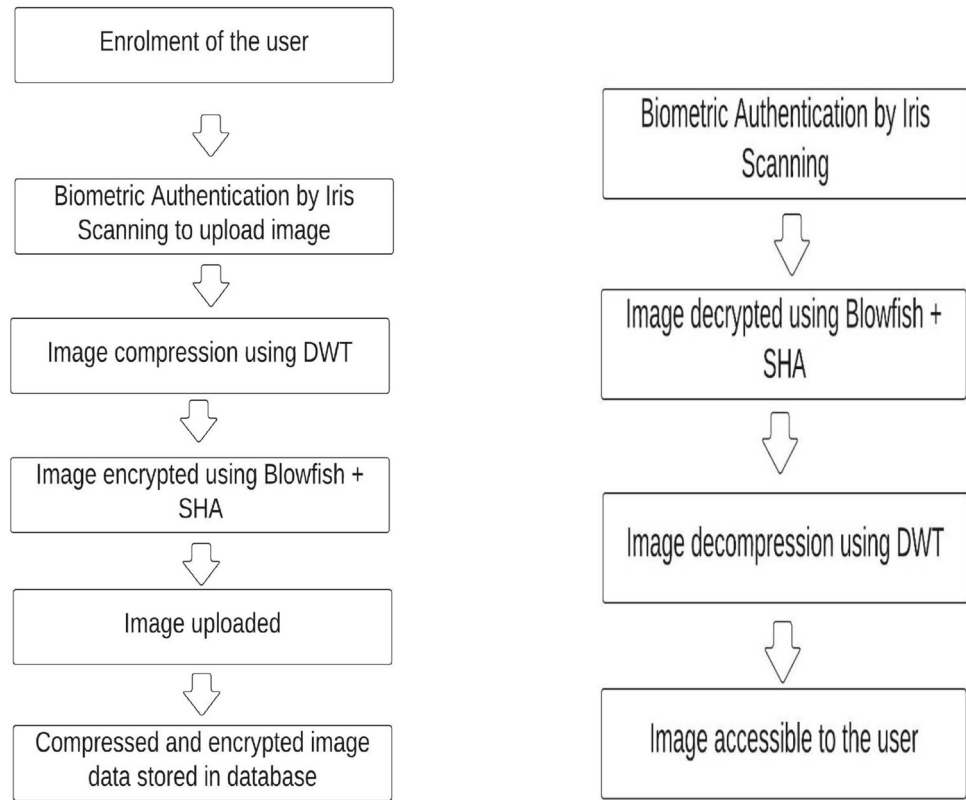 Enrolment of the user
Biometric Authentication by Iris
Scanning to upload image
Image compression using DWT
Image encrypted using Blowfish +
SHA
Image uploaded
Compressed and encrypted image
data stored in database
Biometric Authentication by Iris
Scanning
Image decrypted using Blowfish +
SHA
Image decompression using DWT
Image accessible to the user